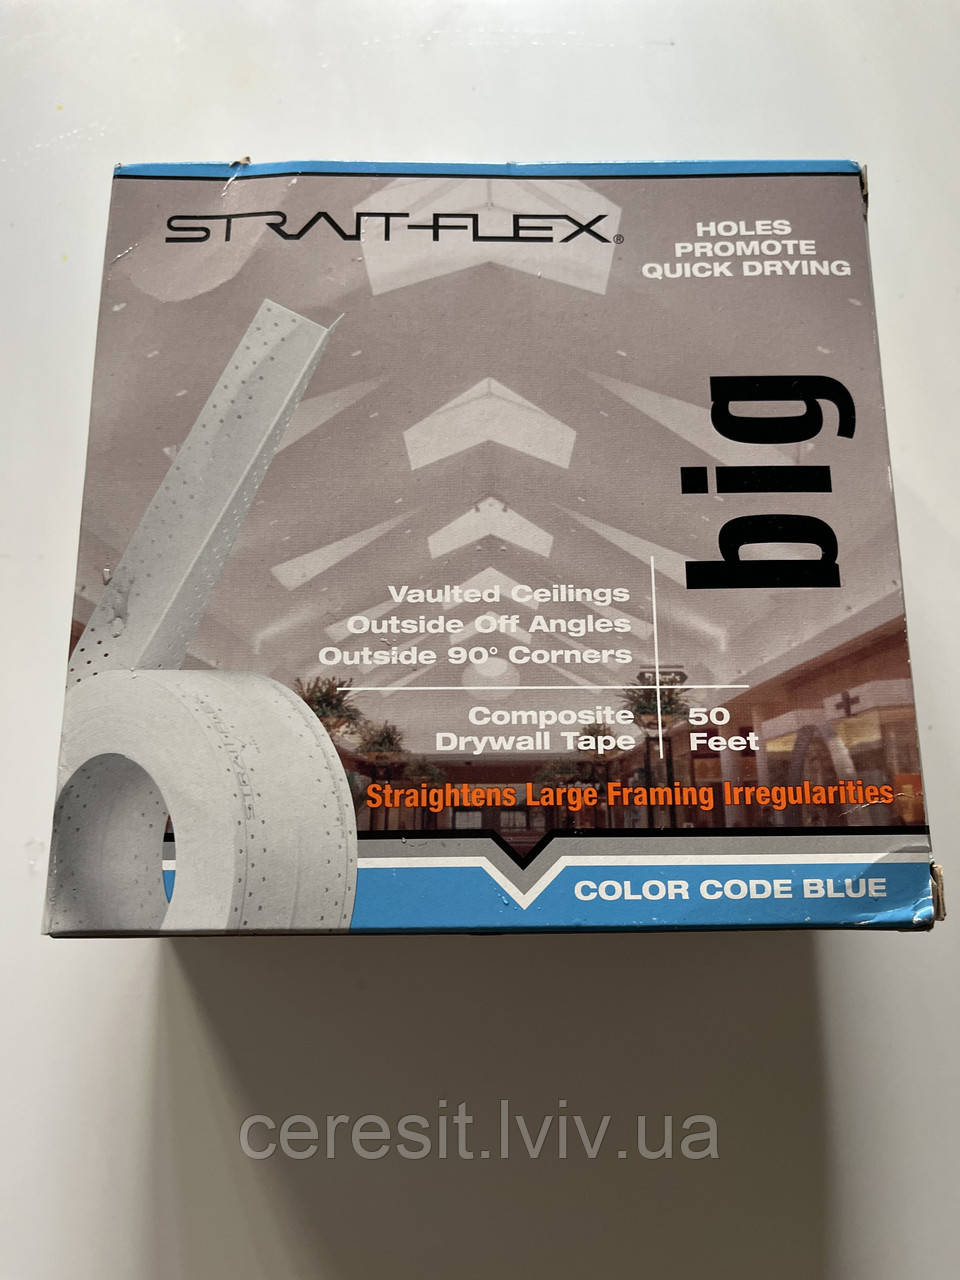 STRAIT-FLEX®
HOLES
PROMOTE
QUICK DRYING
big
Vaulted Ceilings
Outside Off Angles
Outside 90° Corners
Composite
Drywall Tape
50
Feet
Straightens Large Framing Irregularities
COLOR CODE BLUE
ceresit.lviv.ua